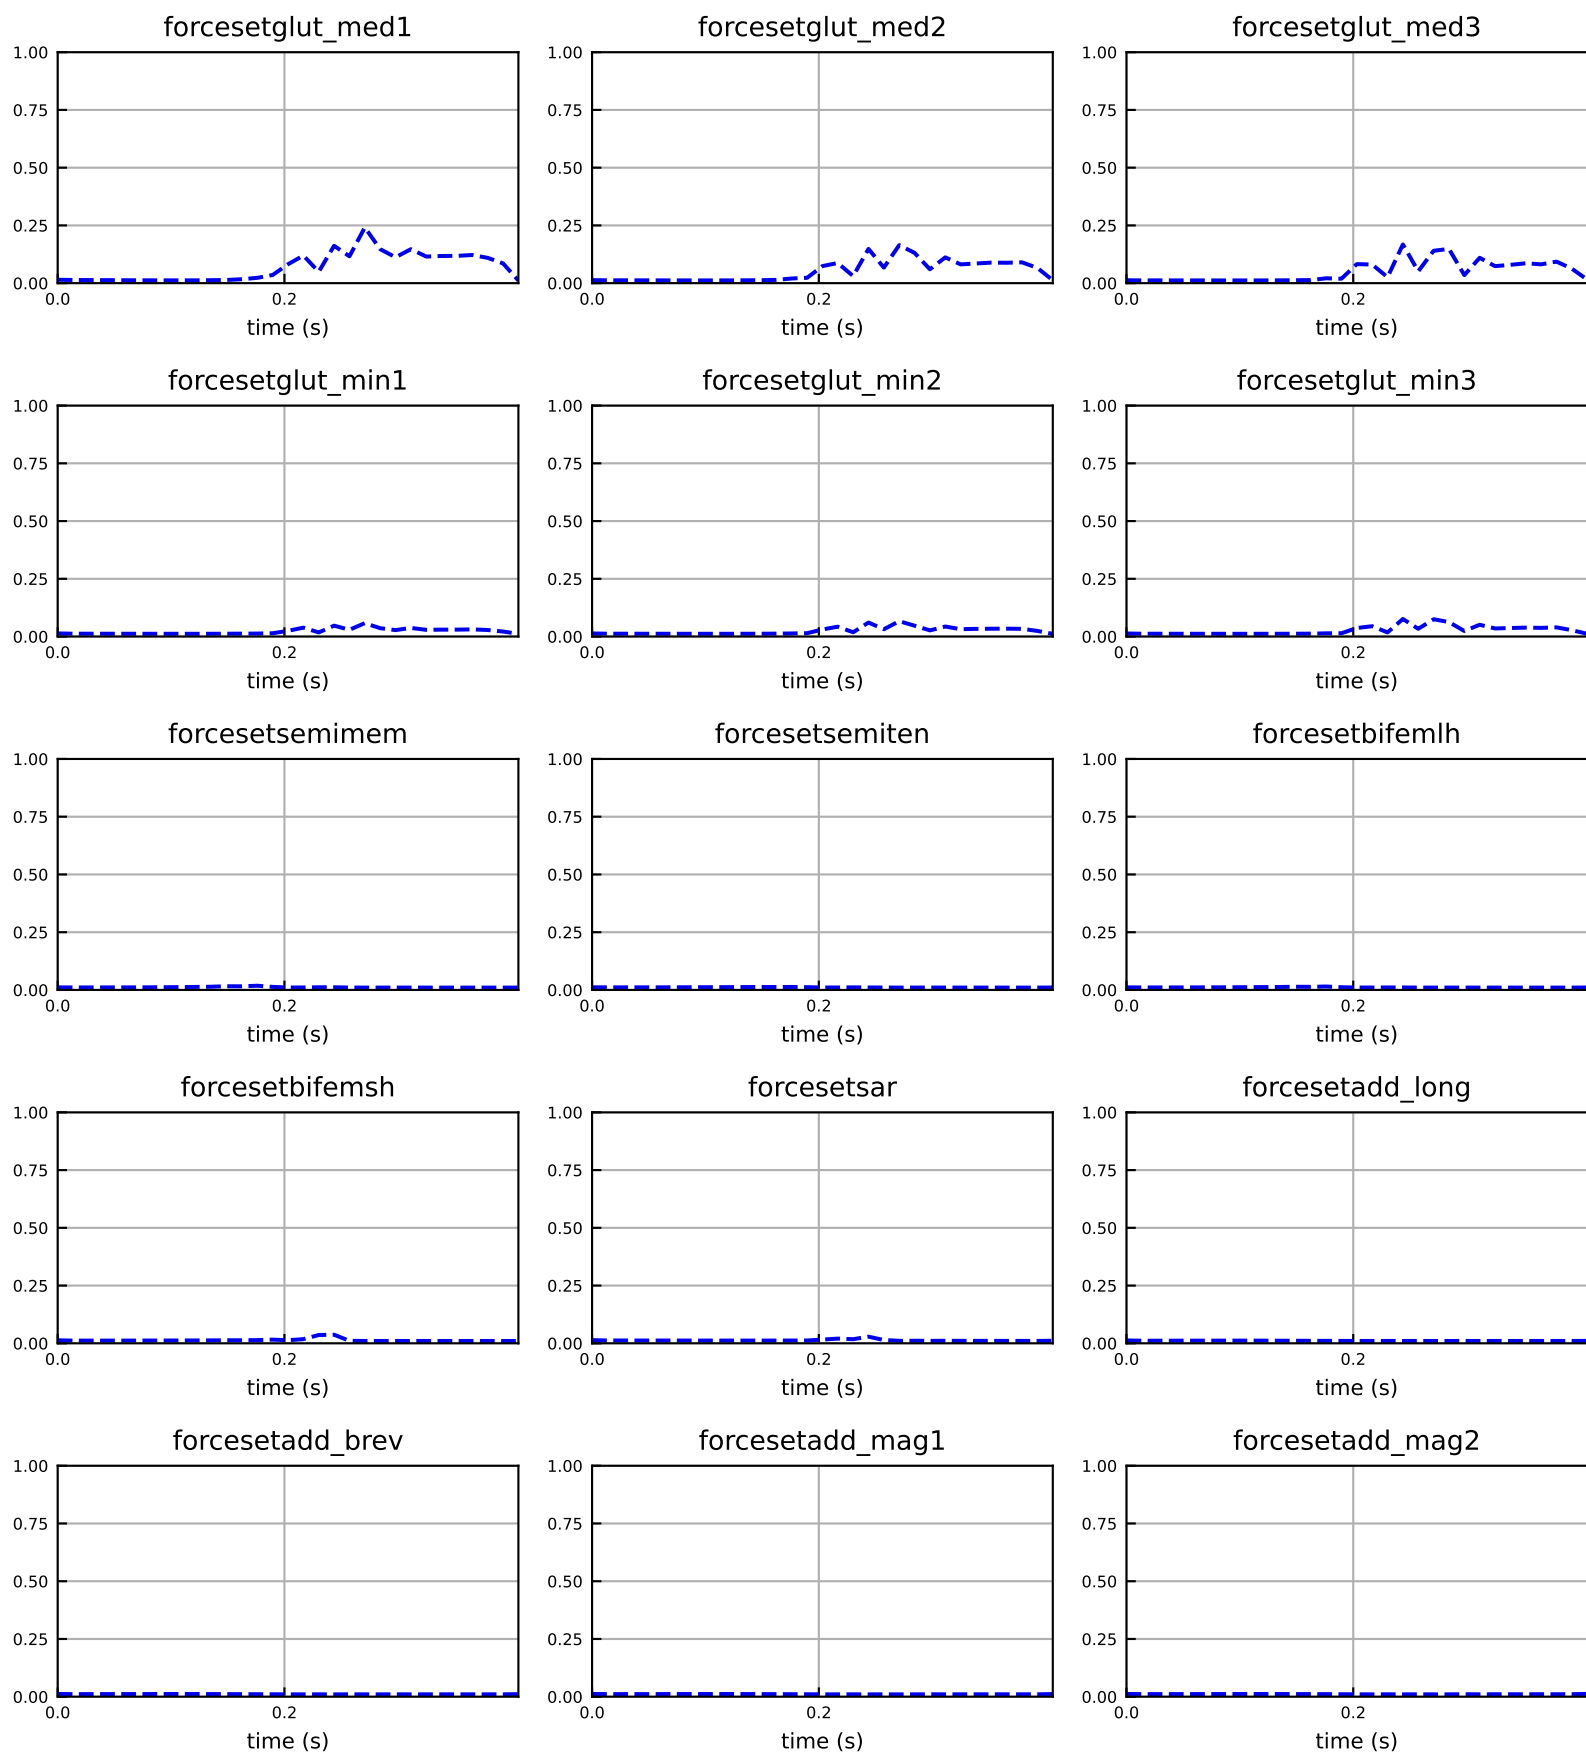 forcesetglut_med1 forcesetglut_med2 forcesetglut_med3
1.00 1.00 1.00
0.75 0.75 0.75
0.50 0.50 0.50
0.25 0.25 0.25
0.00 0.00 0.00
0.0 0.2 0.0 0.2 0.0 0.2
time (s) time (s) time (s)
forcesetglut_min1 forcesetglut_min2 forcesetglut_min3
1.00 1.00 1.00
0.75 0.75 0.75
0.50 0.50 0.50
0.25 0.25 0.25
0.00 0.00 0.00
0.0 0.2 0.0 0.2 0.0 0.2
time (s) time (s) time (s)
forcesetsemimem forcesetsemiten forcesetbifemlh
1.00 1.00 1.00
0.75 0.75 0.75
0.50 0.50 0.50
0.25 0.25 0.25
0.00 0.00 0.00
0.0 0.2 0.0 0.2 0.0 0.2
time (s) time (s) time (s)
forcesetbifemsh forcesetsar forcesetadd_long
1.00 1.00 1.00
0.75 0.75 0.75
0.50 0.50 0.50
0.25 0.25 0.25
0.00 0.00 0.00
0.0 0.2 0.0 0.2 0.0 0.2
time (s) time (s) time (s)
forcesetadd_brev forcesetadd_mag1 forcesetadd_mag2
1.00 1.00 1.00
0.75 0.75 0.75
0.50 0.50 0.50
0.25 0.25 0.25
0.00 0.00 0.00
0.0 0.2 0.0 0.2 0.0 0.2
time (s) time (s) time (s)